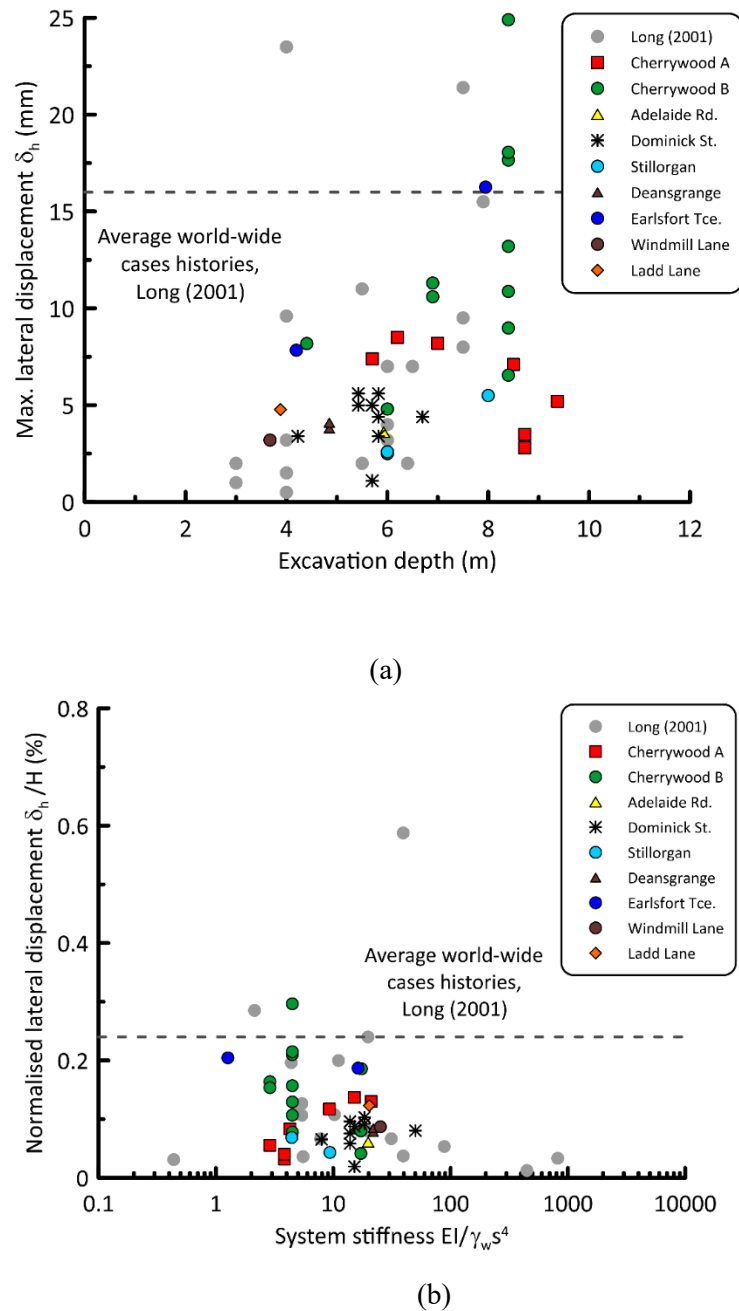 25
20
15
10
5
0
Max. lateral displacement δh (mm)
Average world-wide
cases histories,
Long (2001)
Long (2001)
Cherrywood A
Cherrywood B
Adelaide Rd.
Dominick St.
Stillorgan
Deansgrange
Earlsfort Tce.
Windmill Lane
Ladd Lane
0 2 4 6 8 10 12
Excavation depth (m)
(a)
0.8
0.6
0.4
0.2
0
Normalised lateral displacement δh /H (%)
Long (2001)
Cherrywood A
Cherrywood B
Adelaide Rd.
Dominick St.
Stillorgan
Deansgrange
Earlsfort Tce.
Windmill Lane
Ladd Lane
Average world-wide
cases histories,
Long (2001)
0.1 1 10 100 1000 10000
System stiffness EI/γws⁴
(b)